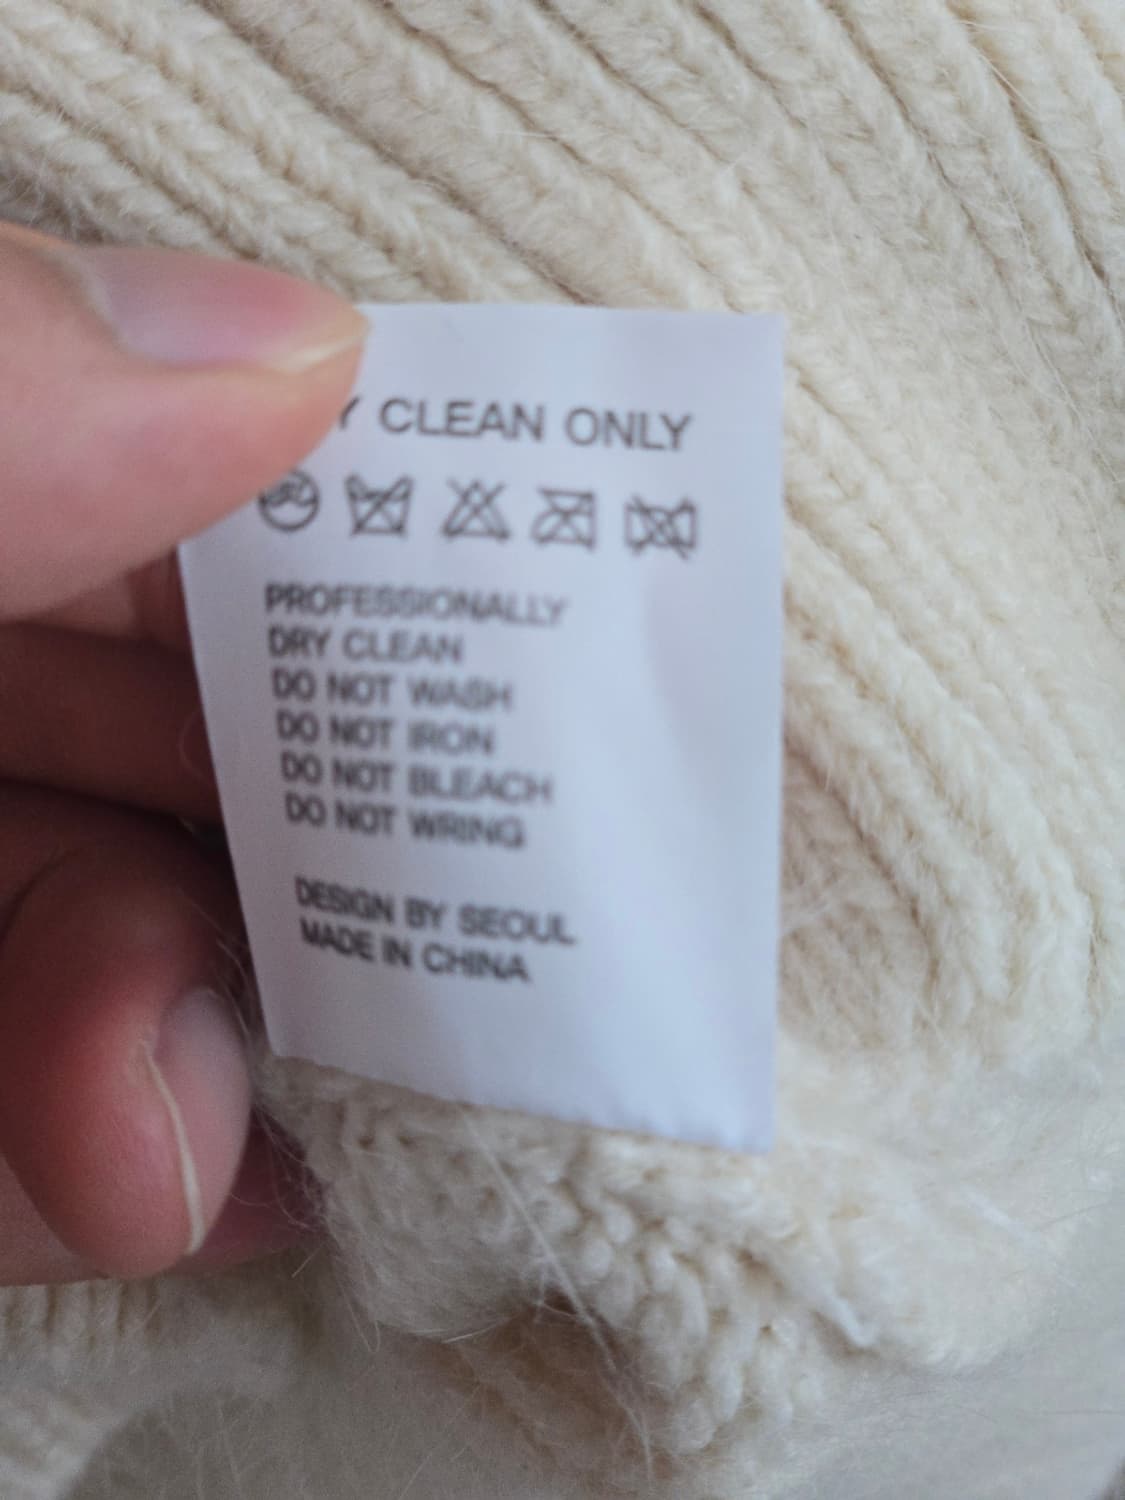 Y CLEAN ONLY
PROFESSIONALLY
DRY CLEAN
DO NOT WASH
DO NOT IRON
DO NOT BLEACH
DO NOT WRING
DESIGN BY SEOUL
MADE IN CHINA